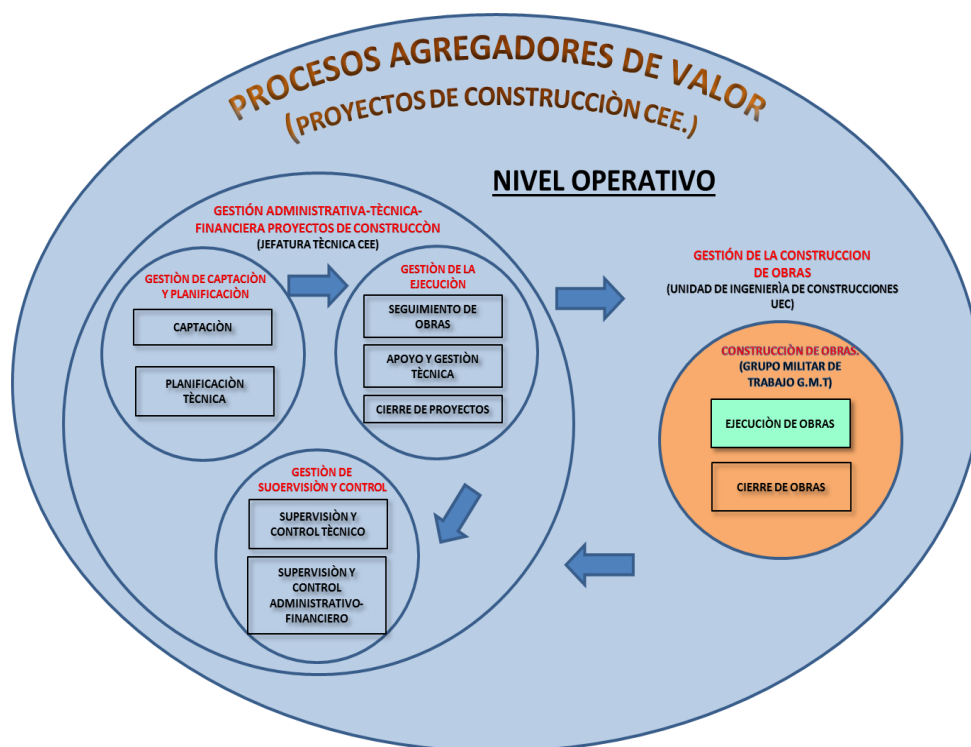 PROCESOS AGREGADORES DE VALOR
(PROYECTOS DE CONSTRUCCIÒN CEE.)
NIVEL OPERATIVO
GESTIÓN ADMINISTRATIVA-TÈCNICA-
FINANCIERA PROYECTOS DE CONSTRUCCÒN
(JEFATURA TÈCNICA CEE)
GESTIÒN DE CAPTACIÒN
Y PLANIFICACIÒN
CAPTACIÒN
PLANIFICACIÒN
TÈCNICA
GESTIÒN DE LA
EJECUCIÒN
SEGUIMIENTO DE
OBRAS
APOYO Y GESTIÒN
TÈCNICA
CIERRE DE PROYECTOS
GESTIÒN DE
SUOERVISIÒN Y CONTROL
SUPERVISIÒN Y
CONTROL TÈCNICO
SUPERVISIÒN Y
CONTROL
ADMINISTRATIVO-
FINANCIERO
GESTIÓN DE LA CONSTRUCCION
DE OBRAS
(UNIDAD DE INGENIERÌA DE CONSTRUCCIONES
UEC)
CONSTRUCCIÒN DE OBRAS.
(GRUPO MILITAR DE
TRABAJO G.M.T)
EJECUCIÒN DE OBRAS
CIERRE DE OBRAS